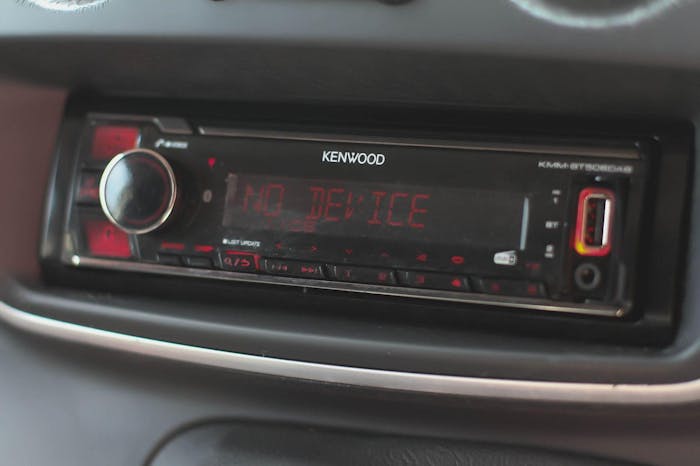 KENWOOD
KMM-BT506DAB
NO DEVICE
LIST UPDATE
BT